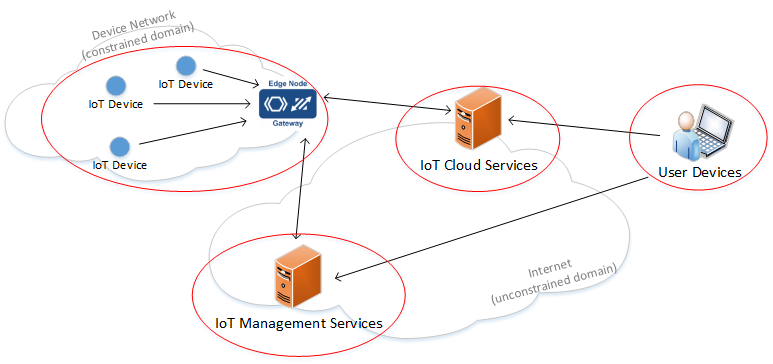 Device Network
(constrained domain)
IoT Device
IoT Device
IoT Device
Edge Node
Gateway
IoT Cloud Services
User Devices
Internet
(unconstrained domain)
IoT Management Services